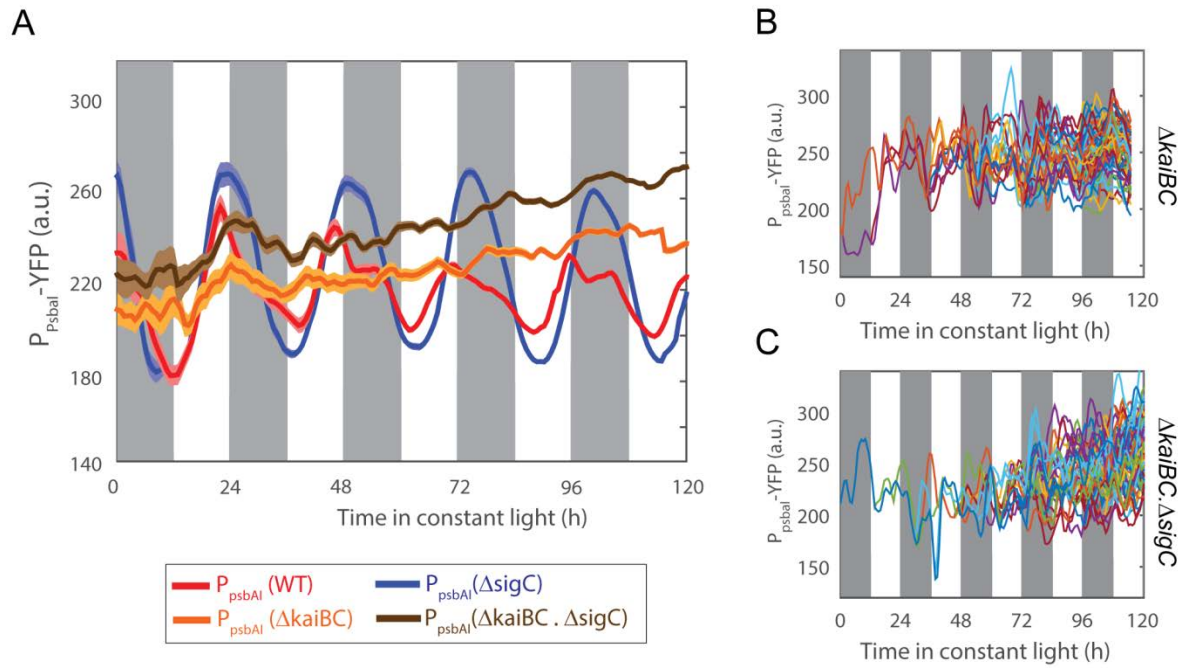 A
P_Psbal-YFP (a.u.)
300
260
220
180
140
0 24 48 72 96 120
Time in constant light (h)
P_psbAI (WT)
P_psbAI (ΔsigC)
P_psbAI (ΔkaiBC)
P_psbAI (ΔkaiBC . ΔsigC)
B
P_psbaI-YFP (a.u.)
300
250
200
150
0 24 48 72 96 120
Time in constant light (h)
ΔkaiBC
C
P_psbaI-YFP (a.u.)
300
250
200
150
0 24 48 72 96 120
Time in constant light (h)
ΔkaiBC.ΔsigC